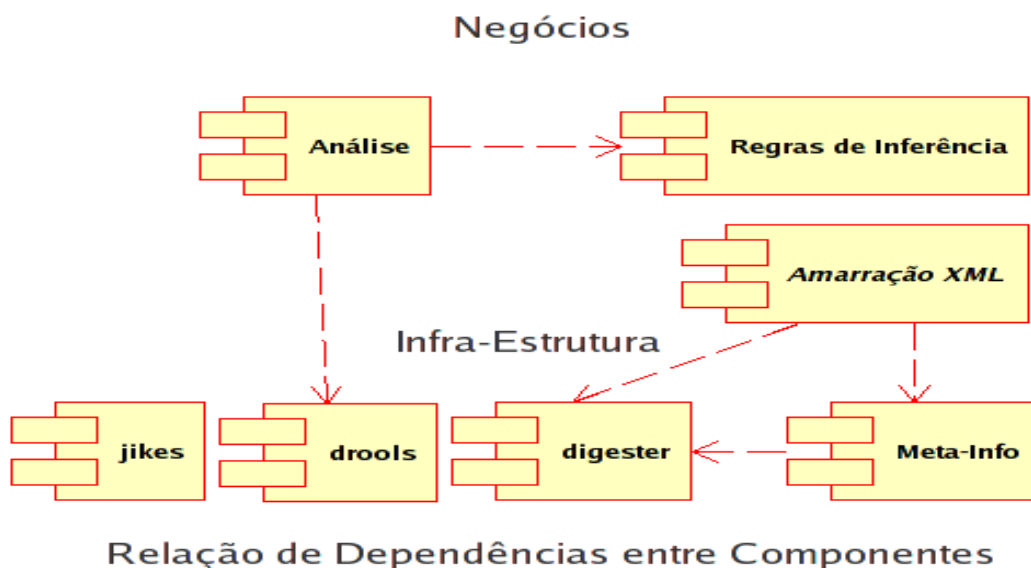 Negócios
Análise
Regras de Inferência
Amarração XML
Infra-Estrutura
jikes
drools
digester
Meta-Info
Relação de Dependências entre Componentes